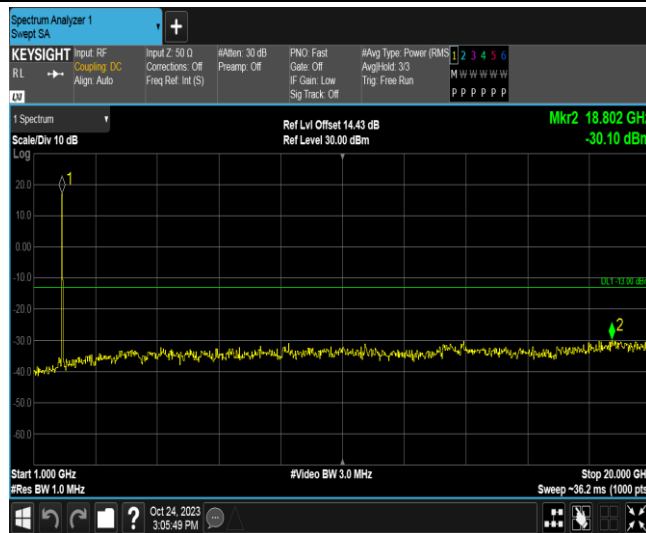 Spectrum Analyzer 1
Swept SA
+
KEYSIGHT
RL
Input: RF
Coupling: DC
Align: Auto
Input Z: 50 Ω
Corrections: Off
Freq Ref: Int (S)
#Atten: 30 dB
Preamp: Off
PNO: Fast
Gate: Off
IF Gain: Low
Sig Track: Off
#Avg Type: Power (RMS
Avg|Hold: 3/3
Trig: Free Run
1 2 3 4 5 6
M W W W W W
P P P P P P
1 Spectrum
Scale/Div 10 dB
Log
Ref Lvl Offset 14.43 dB
Ref Level 30.00 dBm
Mkr2 18.802 GHz
-30.10 dBm
1
20.0
10.0
0.00
-10.0
DL1 -13.00 dBm
-20.0
2
-30.0
-40.0
-50.0
-60.0
Start 1.000 GHz
#Res BW 1.0 MHz
#Video BW 3.0 MHz
Stop 20.000 GHz
Sweep ~36.2 ms (1000 pts)
?
Oct 24, 2023
3:05:49 PM